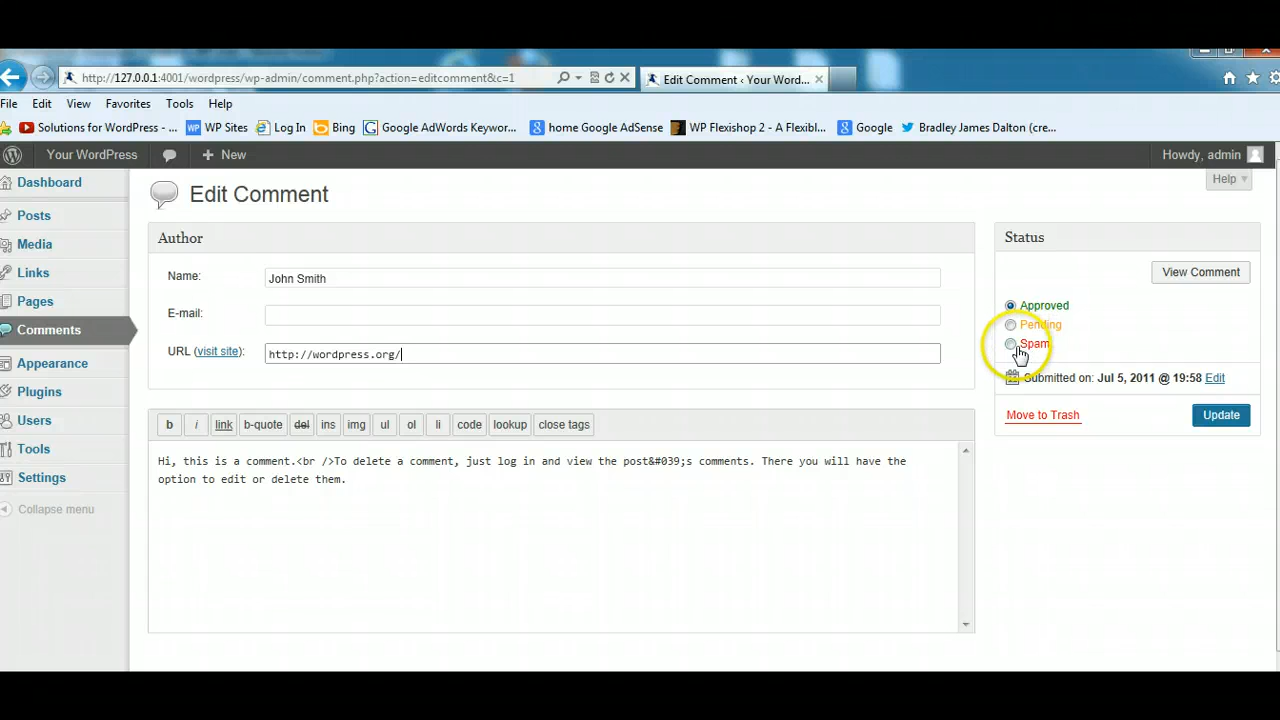 http://127.0.0.1:4001/wordpress/wp-admin/comment.php?action=editcomment&c=1
Edit Comment ‹ Your Word...
File Edit View Favorites Tools Help
Solutions for WordPress - ... WP Sites Log In Bing Google AdWords Keywor... home Google AdSense WP Flexishop 2 - A Flexibl... Google Bradley James Dalton (cre...
Your WordPress New Howdy, admin
Help
Dashboard
Posts
Media
Links
Pages
Comments
Appearance
Plugins
Users
Tools
Settings
Collapse menu
Edit Comment
Author
Name: John Smith
E-mail:
URL (visit site): http://wordpress.org/
b i link b-quote del ins img ul ol li code lookup close tags
Hi, this is a comment.<br />To delete a comment, just log in and view the post&#039;s comments. There you will have the
option to edit or delete them.
Status
View Comment
Approved
Pending
Spam
Submitted on: Jul 5, 2011 @ 19:58 Edit
Move to Trash Update